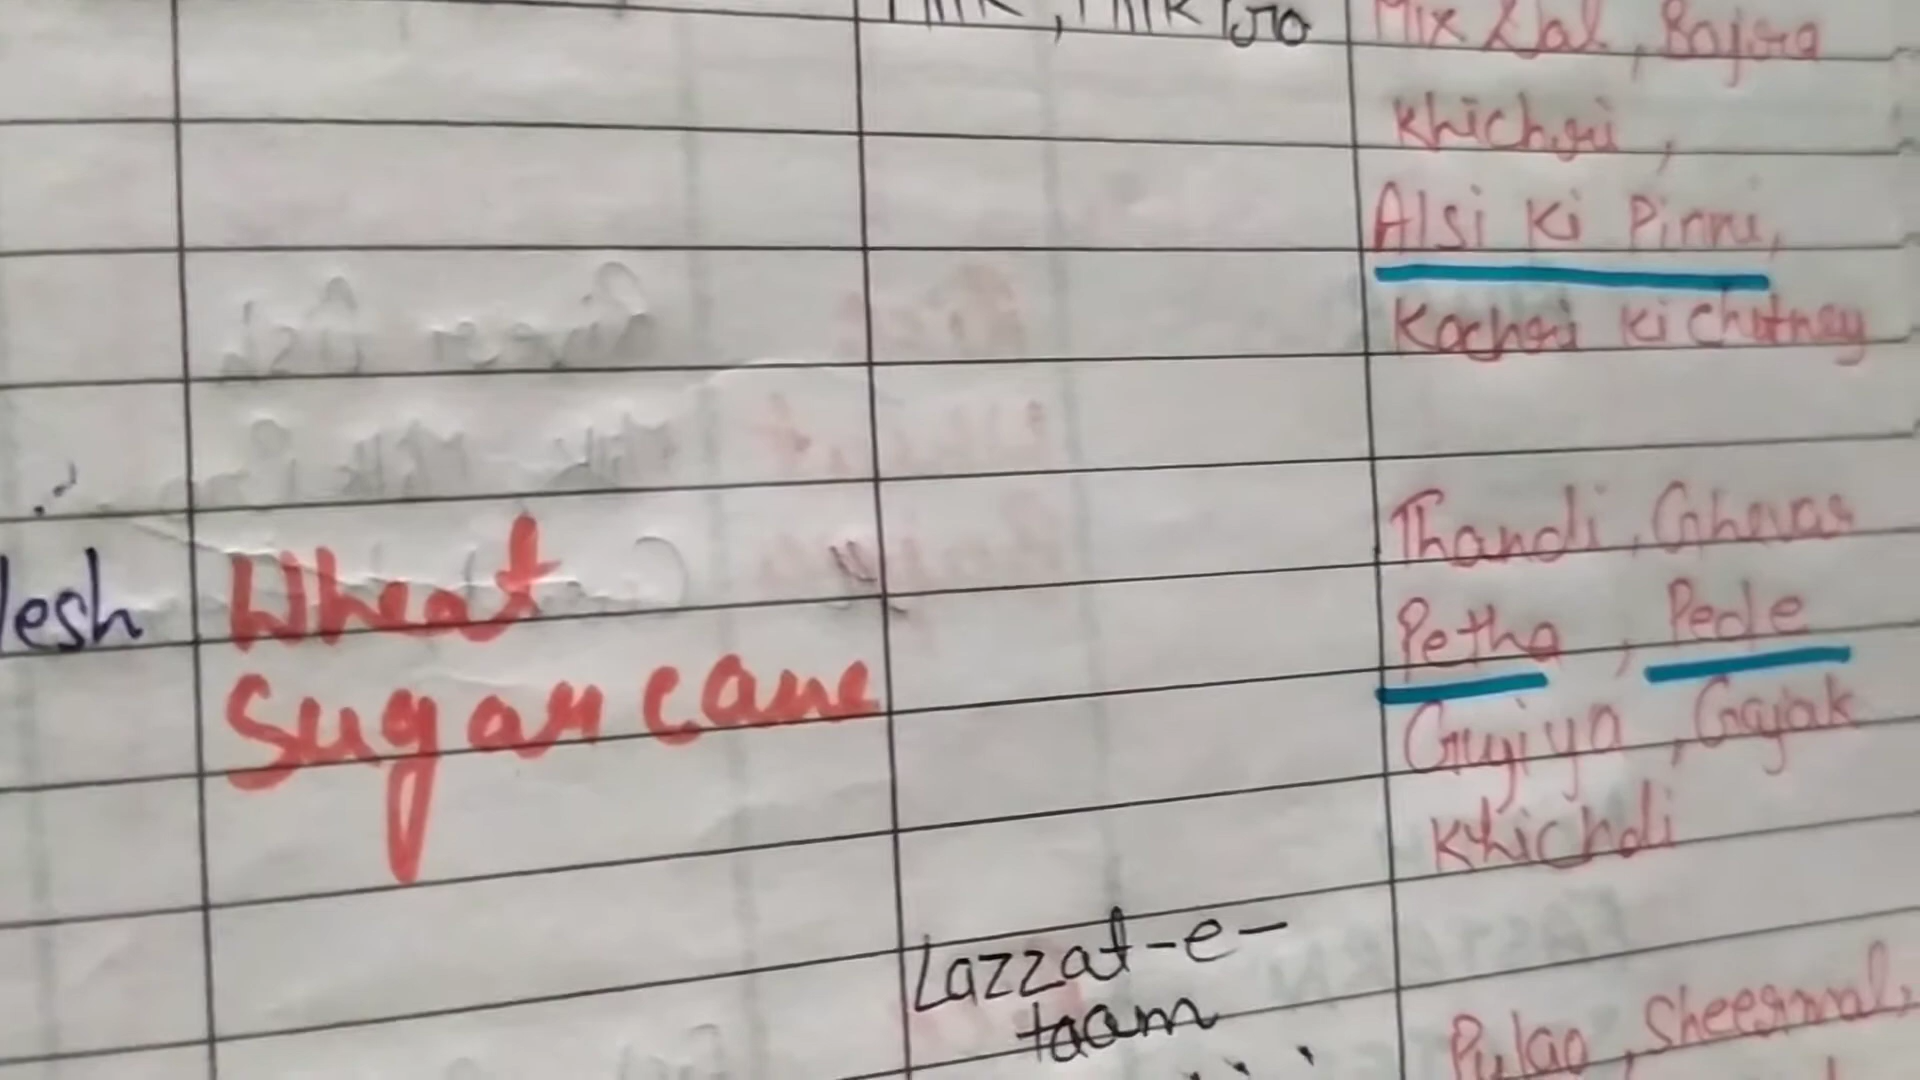 Mix Dal, Bajra
Khichri,
Alsi Ki Pinni,
Kachri Ki Chutney
Thandi, Ghevar
lesh Wheat
Petha, Pede
Sugar cane
Gujiya, Gajak
Khichdi
Lazzat-e-
taam
Pulao, Sheermal,